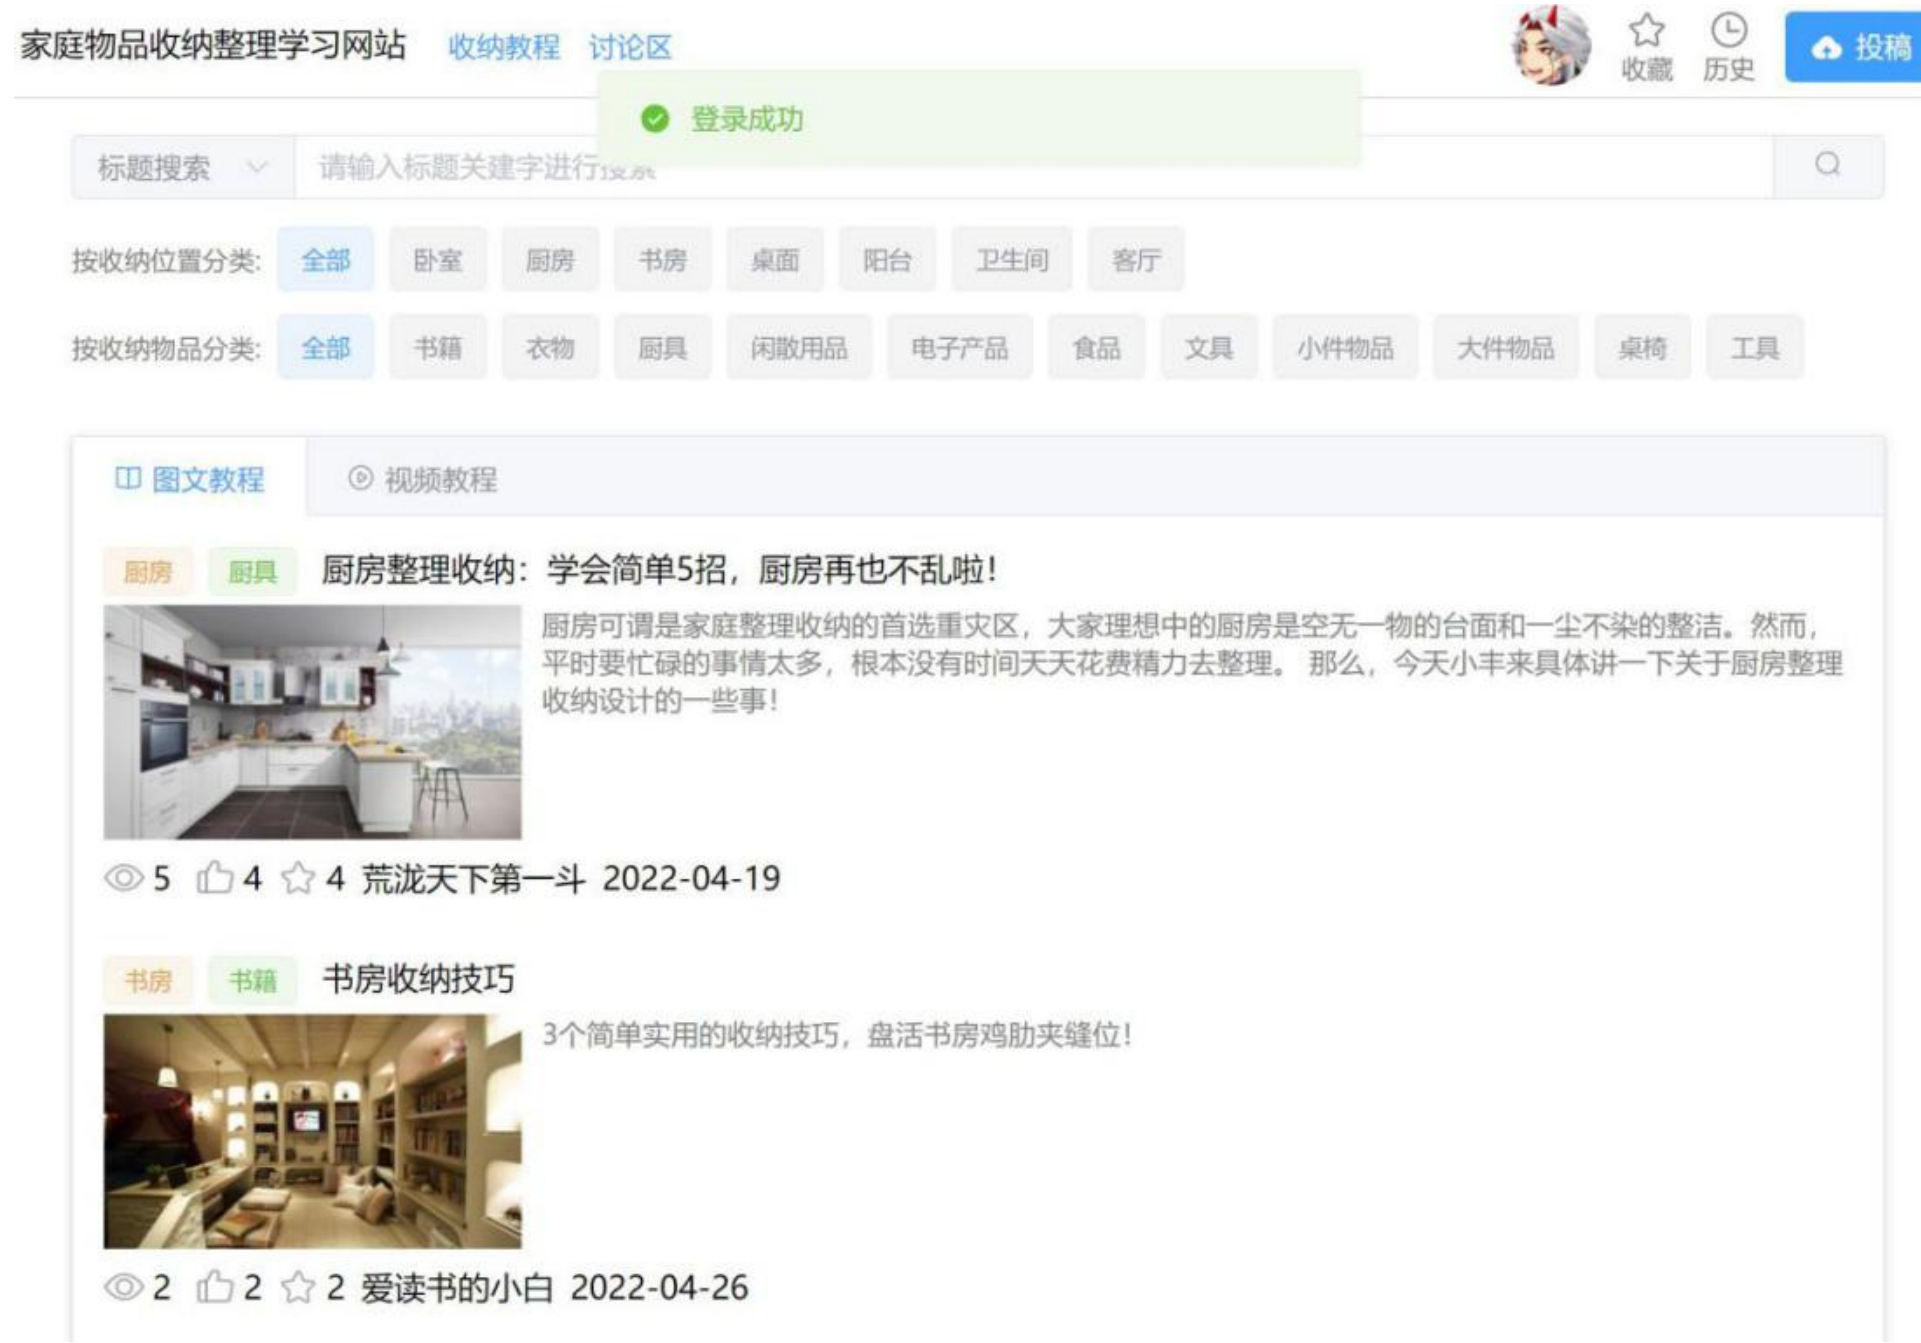 家庭物品收纳整理学习网站 收纳教程 讨论区 收藏 历史 投稿
登录成功
标题搜索 请输入标题关建字进行搜索
按收纳位置分类: 全部 卧室 厨房 书房 桌面 阳台 卫生间 客厅
按收纳物品分类: 全部 书籍 衣物 厨具 闲散用品 电子产品 食品 文具 小件物品 大件物品 桌椅 工具
图文教程 视频教程
厨房 厨具 厨房整理收纳：学会简单5招，厨房再也不乱啦！
厨房可谓是家庭整理收纳的首选重灾区，大家理想中的厨房是空无一物的台面和一尘不染的整洁。然而，
平时要忙碌的事情太多，根本没有时间天天花费精力去整理。 那么，今天小丰来具体讲一下关于厨房整理
收纳设计的一些事！
5 4 4 荒泷天下第一斗 2022-04-19
书房 书籍 书房收纳技巧
3个简单实用的收纳技巧，盘活书房鸡肋夹缝位！
2 2 2 爱读书的小白 2022-04-26